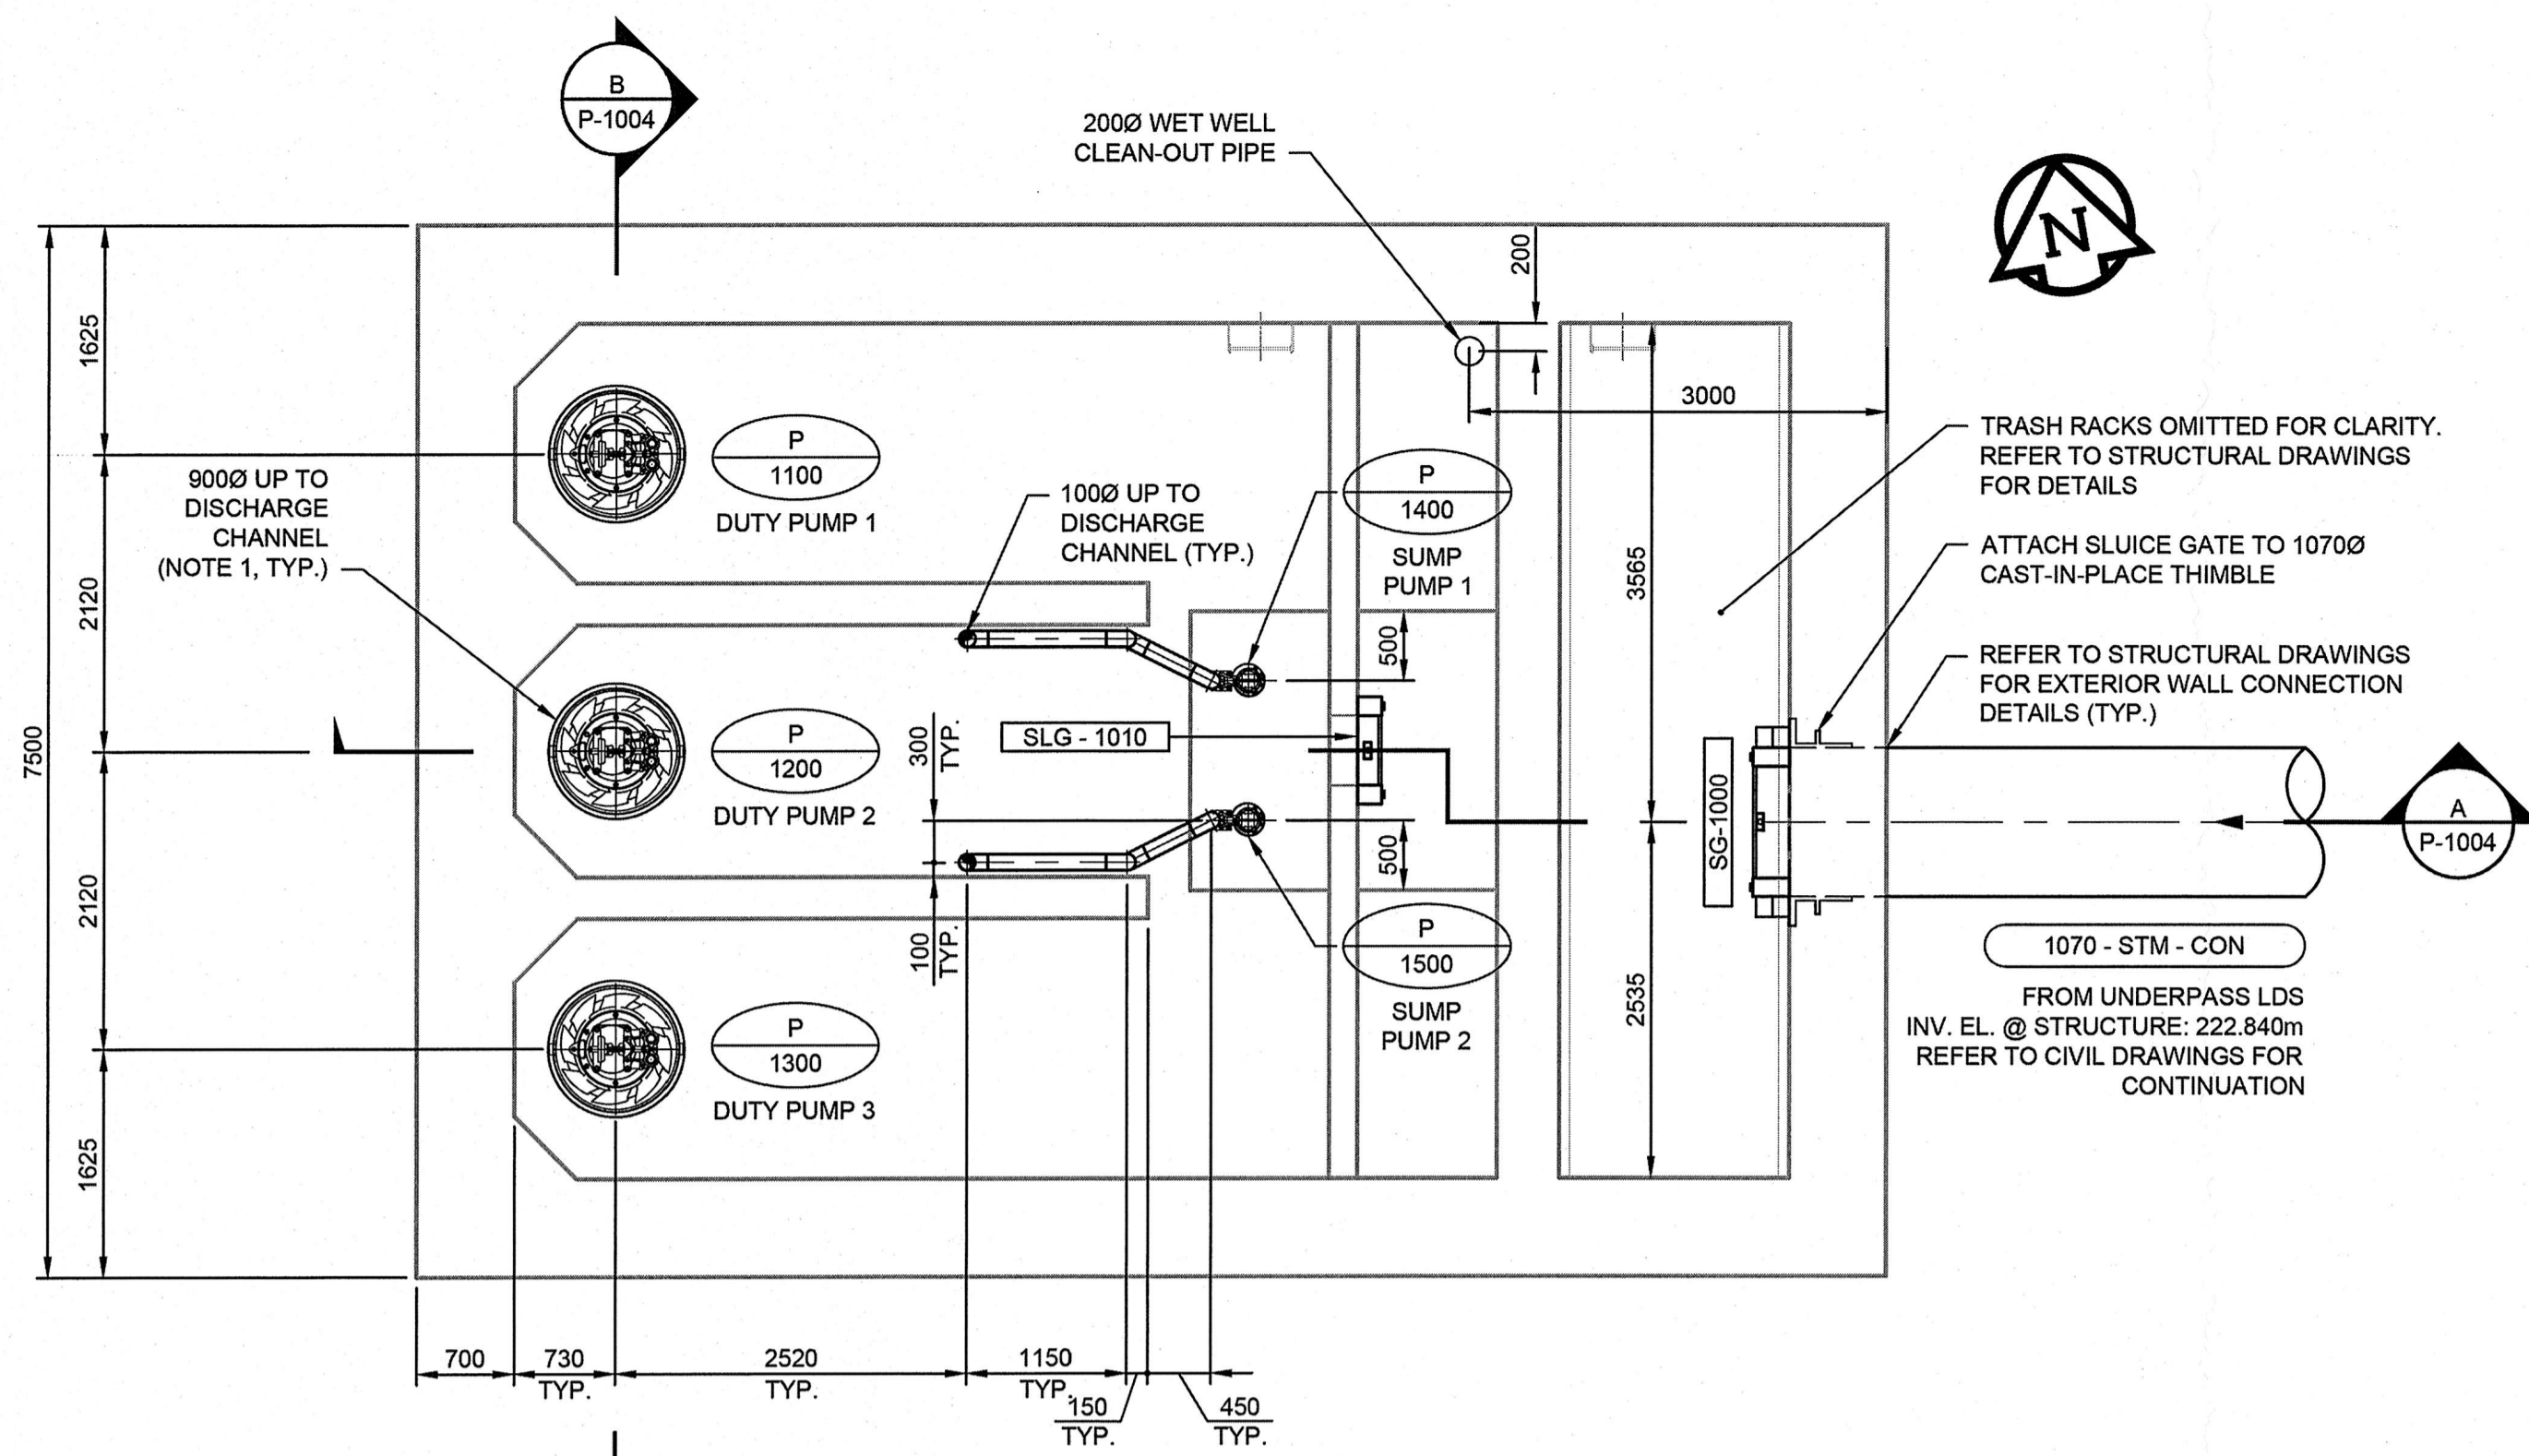 B
P-1004
200Ø WET WELL
CLEAN-OUT PIPE
N
200
3000
1625
2120
7500
2120
1625
900Ø UP TO
DISCHARGE
CHANNEL
(NOTE 1, TYP.)
P
1100
DUTY PUMP 1
100Ø UP TO
DISCHARGE
CHANNEL (TYP.)
P
1400
SUMP
PUMP 1
3565
TRASH RACKS OMITTED FOR CLARITY.
REFER TO STRUCTURAL DRAWINGS
FOR DETAILS
ATTACH SLUICE GATE TO 1070Ø
CAST-IN-PLACE THIMBLE
REFER TO STRUCTURAL DRAWINGS
FOR EXTERIOR WALL CONNECTION
DETAILS (TYP.)
500
SLG - 1010
P
1200
DUTY PUMP 2
300
TYP.
SG-1000
A
P-1004
500
100
TYP.
P
1500
SUMP
PUMP 2
2535
1070 - STM - CON
FROM UNDERPASS LDS
INV. EL. @ STRUCTURE: 222.840m
REFER TO CIVIL DRAWINGS FOR
CONTINUATION
P
1300
DUTY PUMP 3
700
730
TYP.
2520
TYP.
1150
TYP.
150
TYP.
450
TYP.